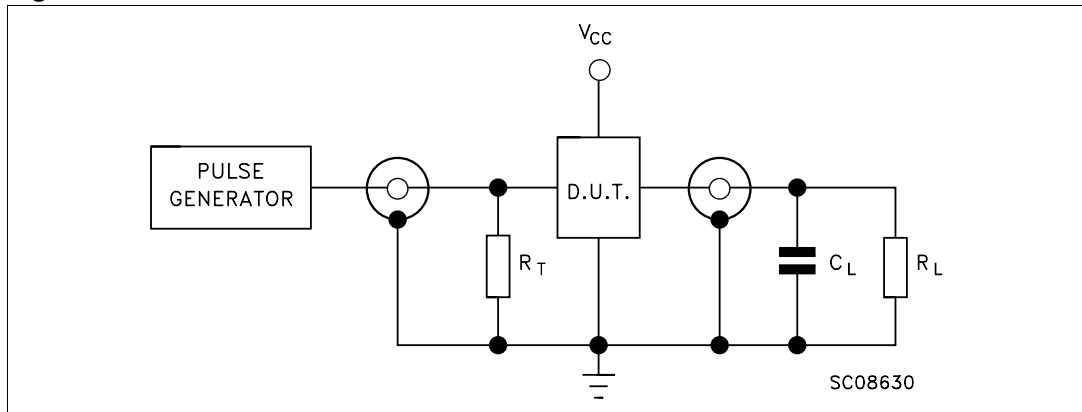 VCC
PULSE
GENERATOR
D.U.T.
RT
CL
RL
SC08630